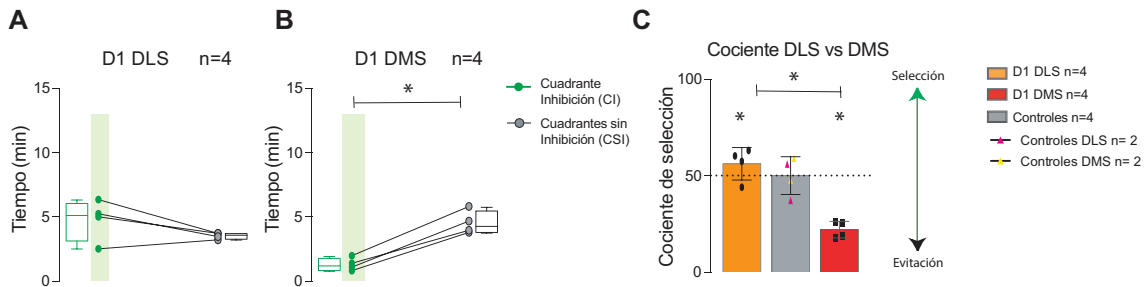 A
D1 DLS n=4
Tiempo (min)
15
10
5
0
B
D1 DMS n=4
*
Tiempo (min)
15
10
5
0
Cuadrante
Inhibición (CI)
Cuadrantes sin
Inhibición (CSI)
C
Cociente DLS vs DMS
Cociente de selección
100
50
0
*
*
*
Selección
Evitación
D1 DLS n=4
D1 DMS n=4
Controles n=4
Controles DLS n= 2
Controles DMS n= 2